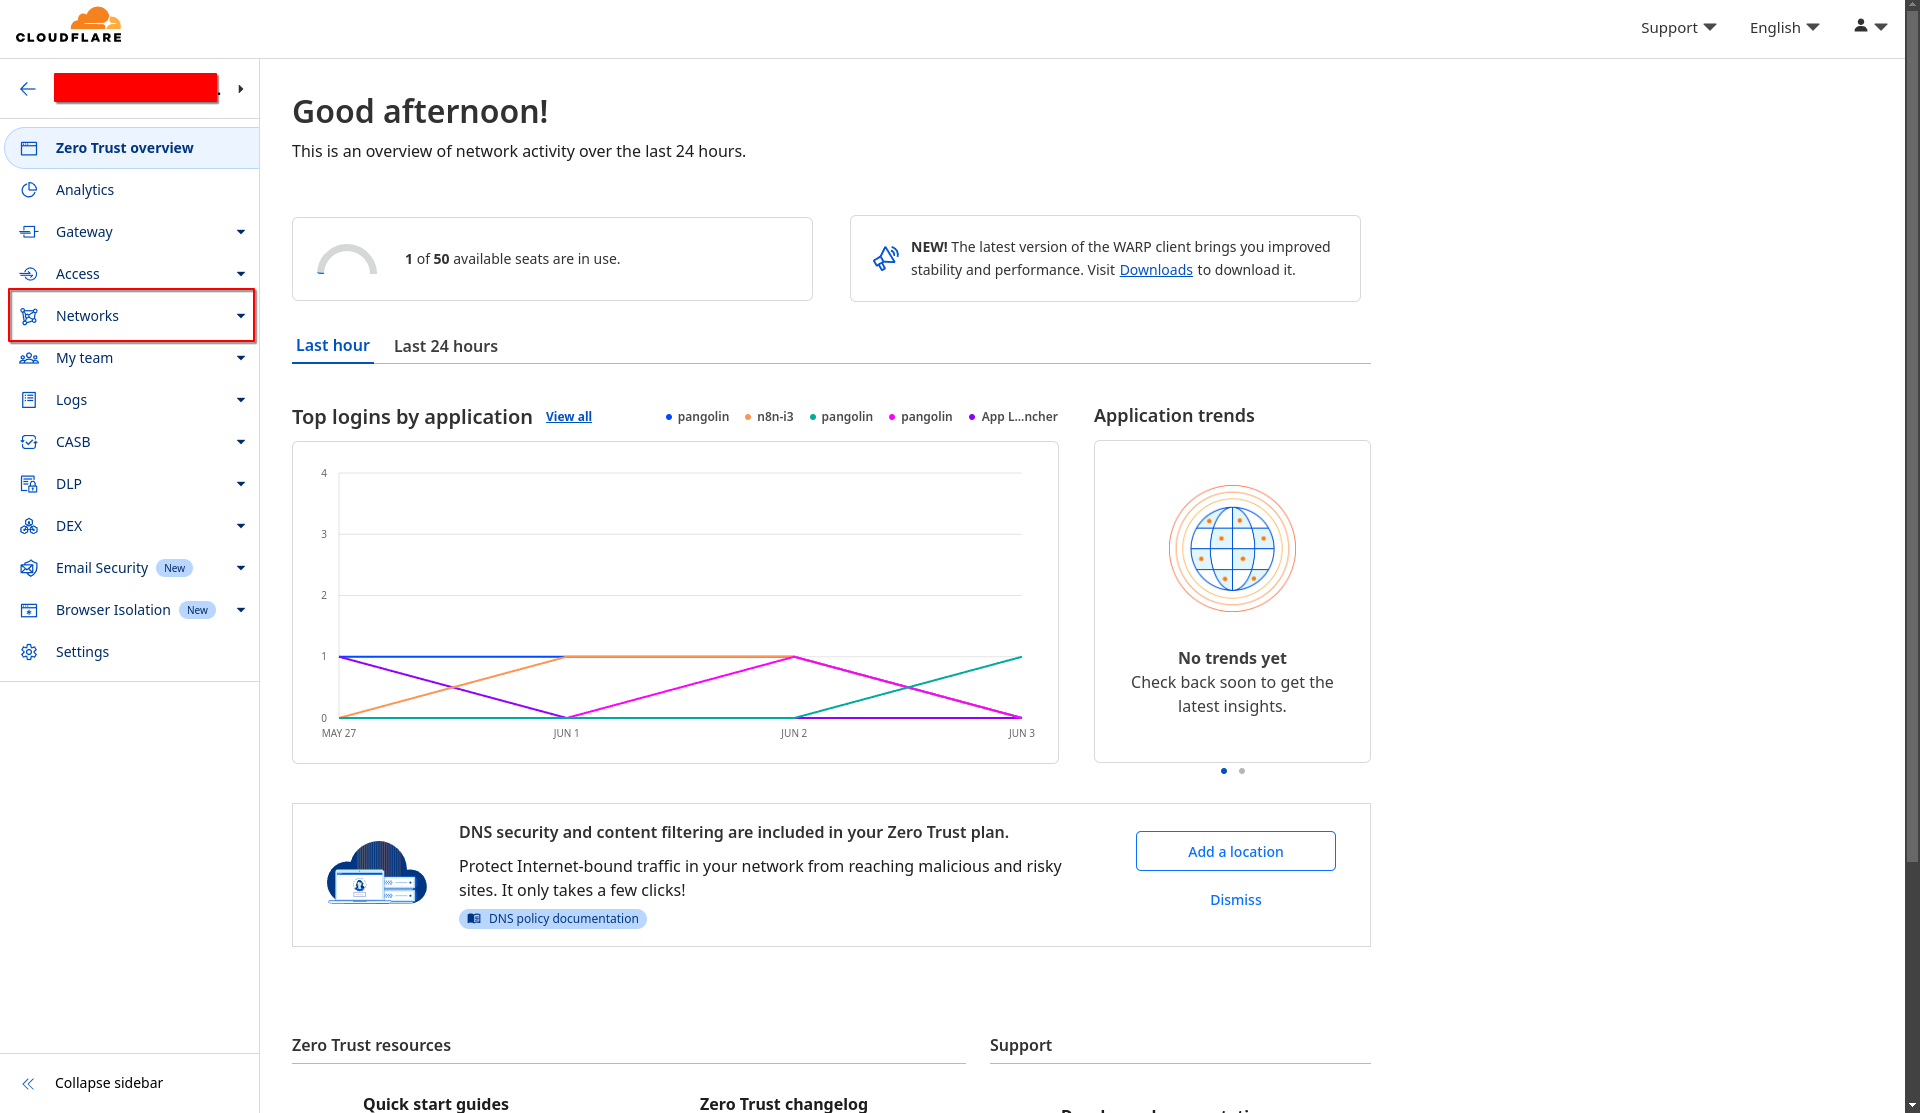 CLOUDFLARE
Support
English
Zero Trust overview
Analytics
Gateway
Access
Networks
My team
Logs
CASB
DLP
DEX
Email Security New
Browser Isolation New
Settings
Collapse sidebar
Good afternoon!
This is an overview of network activity over the last 24 hours.
1 of 50 available seats are in use.
NEW! The latest version of the WARP client brings you improved
stability and performance. Visit Downloads to download it.
Last hour
Last 24 hours
Top logins by application View all
pangolin
n8n-i3
pangolin
pangolin
App L...ncher
4
3
2
1
0
MAY 27
JUN 1
JUN 2
JUN 3
Application trends
No trends yet
Check back soon to get the
latest insights.
DNS security and content filtering are included in your Zero Trust plan.
Protect Internet-bound traffic in your network from reaching malicious and risky
sites. It only takes a few clicks!
DNS policy documentation
Add a location
Dismiss
Zero Trust resources
Quick start guides
Zero Trust changelog
Support